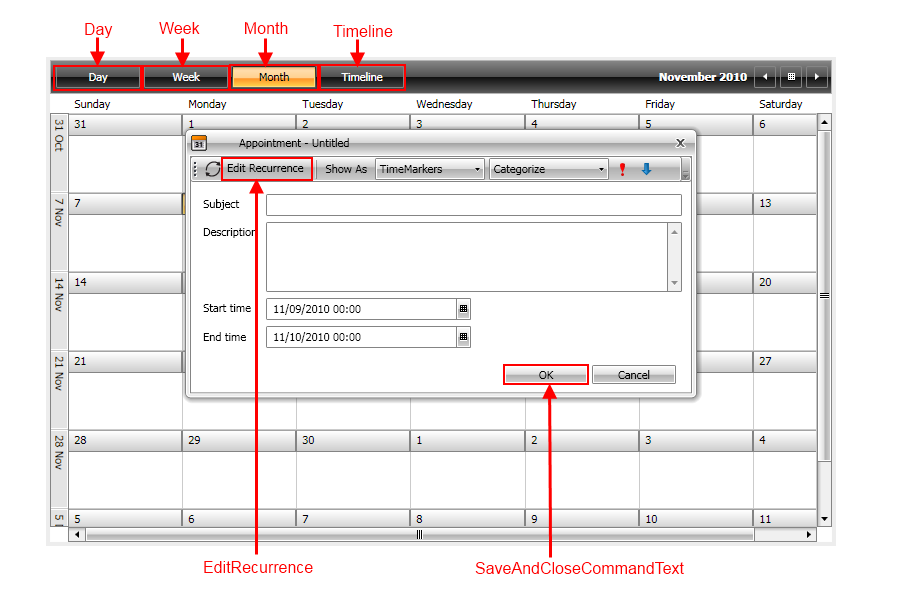 Day Week Month Timeline
Day Week Month Timeline November 2010
Sunday Monday Tuesday Wednesday Thursday Friday Saturday
31 Oct 31 1 2 3 4 5 6
31 Appointment - Untitled X
Edit Recurrence Show As TimeMarkers Categorize
7 Nov 7 13
Subject
Description
14 Nov 14 20
Start time 11/09/2010 00:00
End time 11/10/2010 00:00
21 Nov 21 27
OK Cancel
28 Nov 28 29 30 1 2 3 4
5 5 6 7 8 9 10 11
EditRecurrence SaveAndCloseCommandText